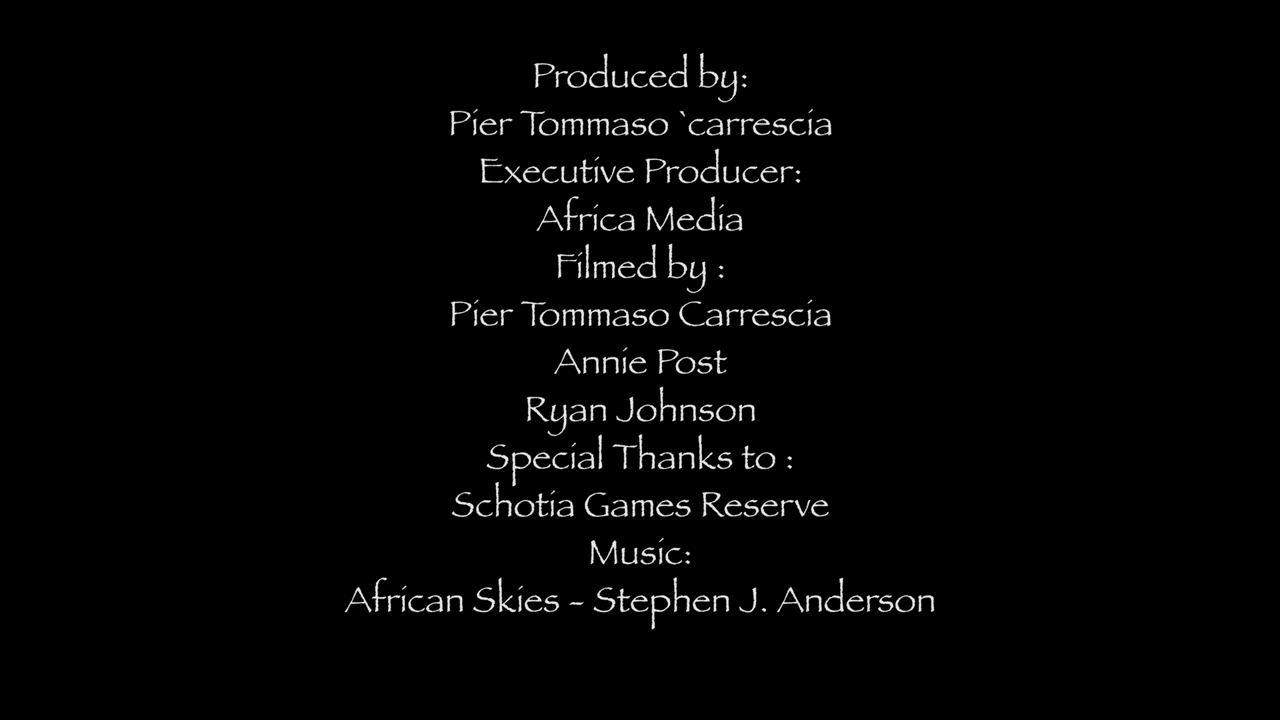 Produced by:
Pier Tommaso `carrescia
Executive Producer:
Africa Media
Filmed by :
Pier Tommaso Carrescia
Annie Post
Ryan Johnson
Special Thanks to :
Schotia Games Reserve
Music:
African Skies - Stephen J. Anderson